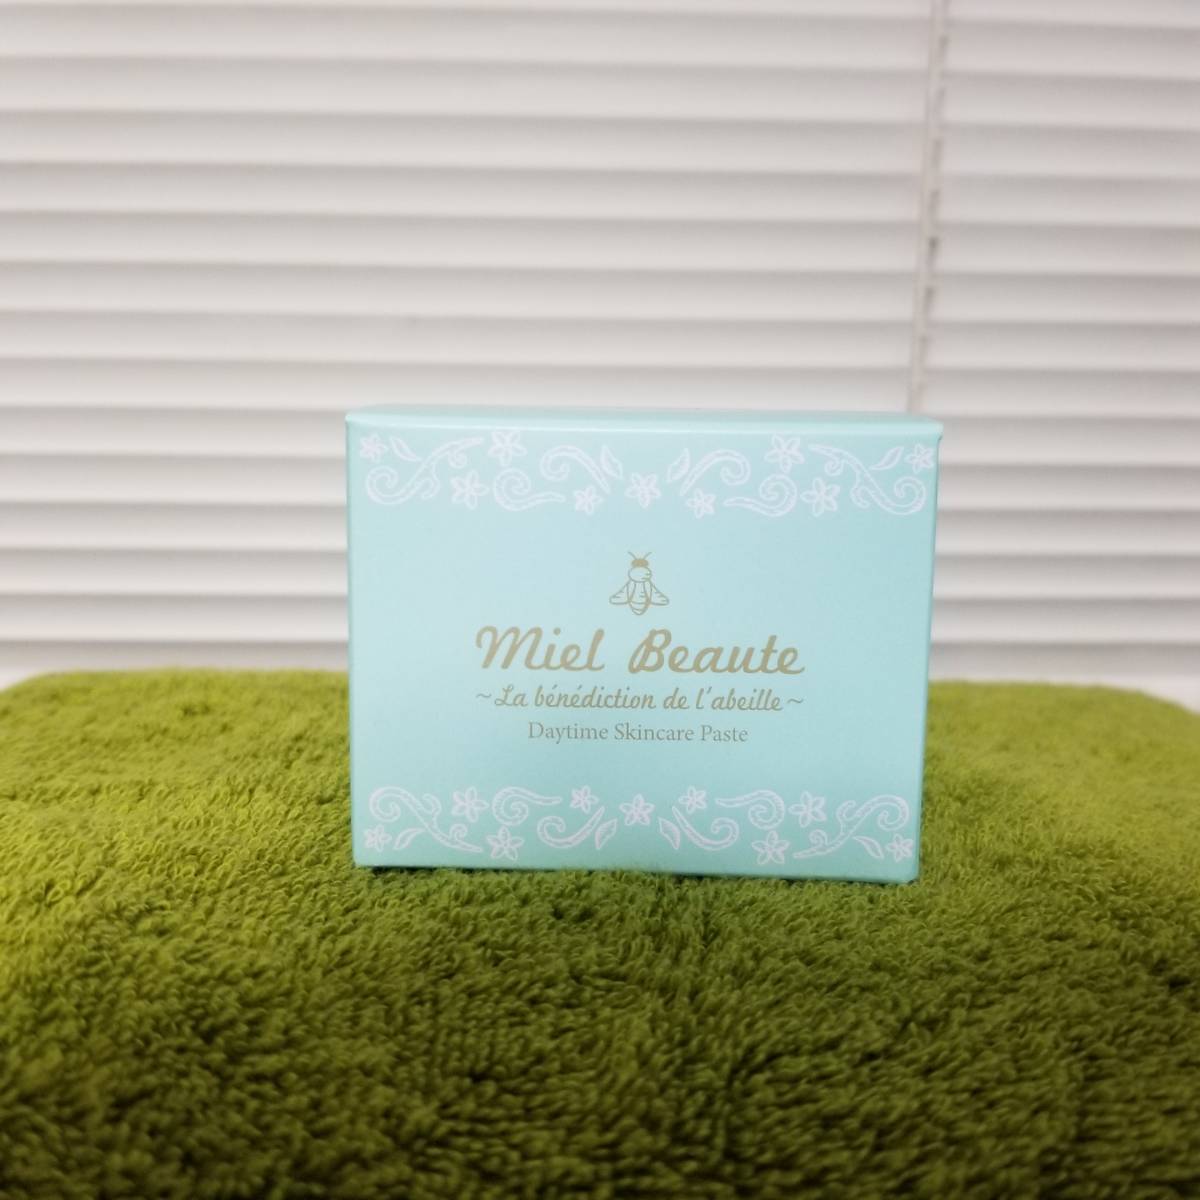 Miel Beaute
~La bénédiction de l'abeille~
Daytime Skincare Paste